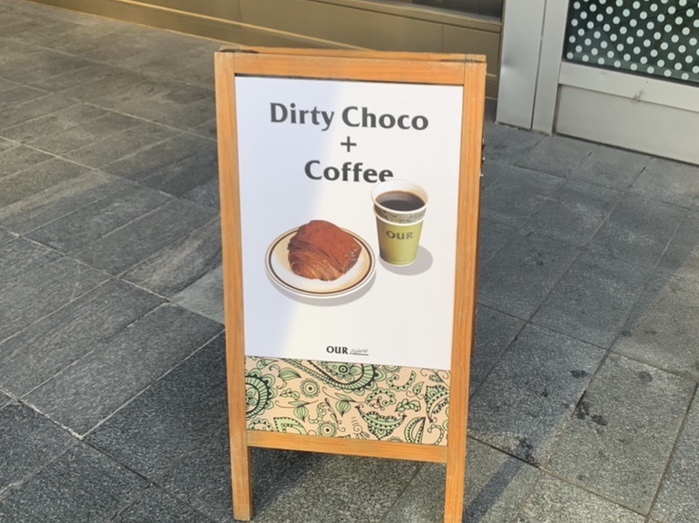 Dirty Choco
+
Coffee
OUR
OUR